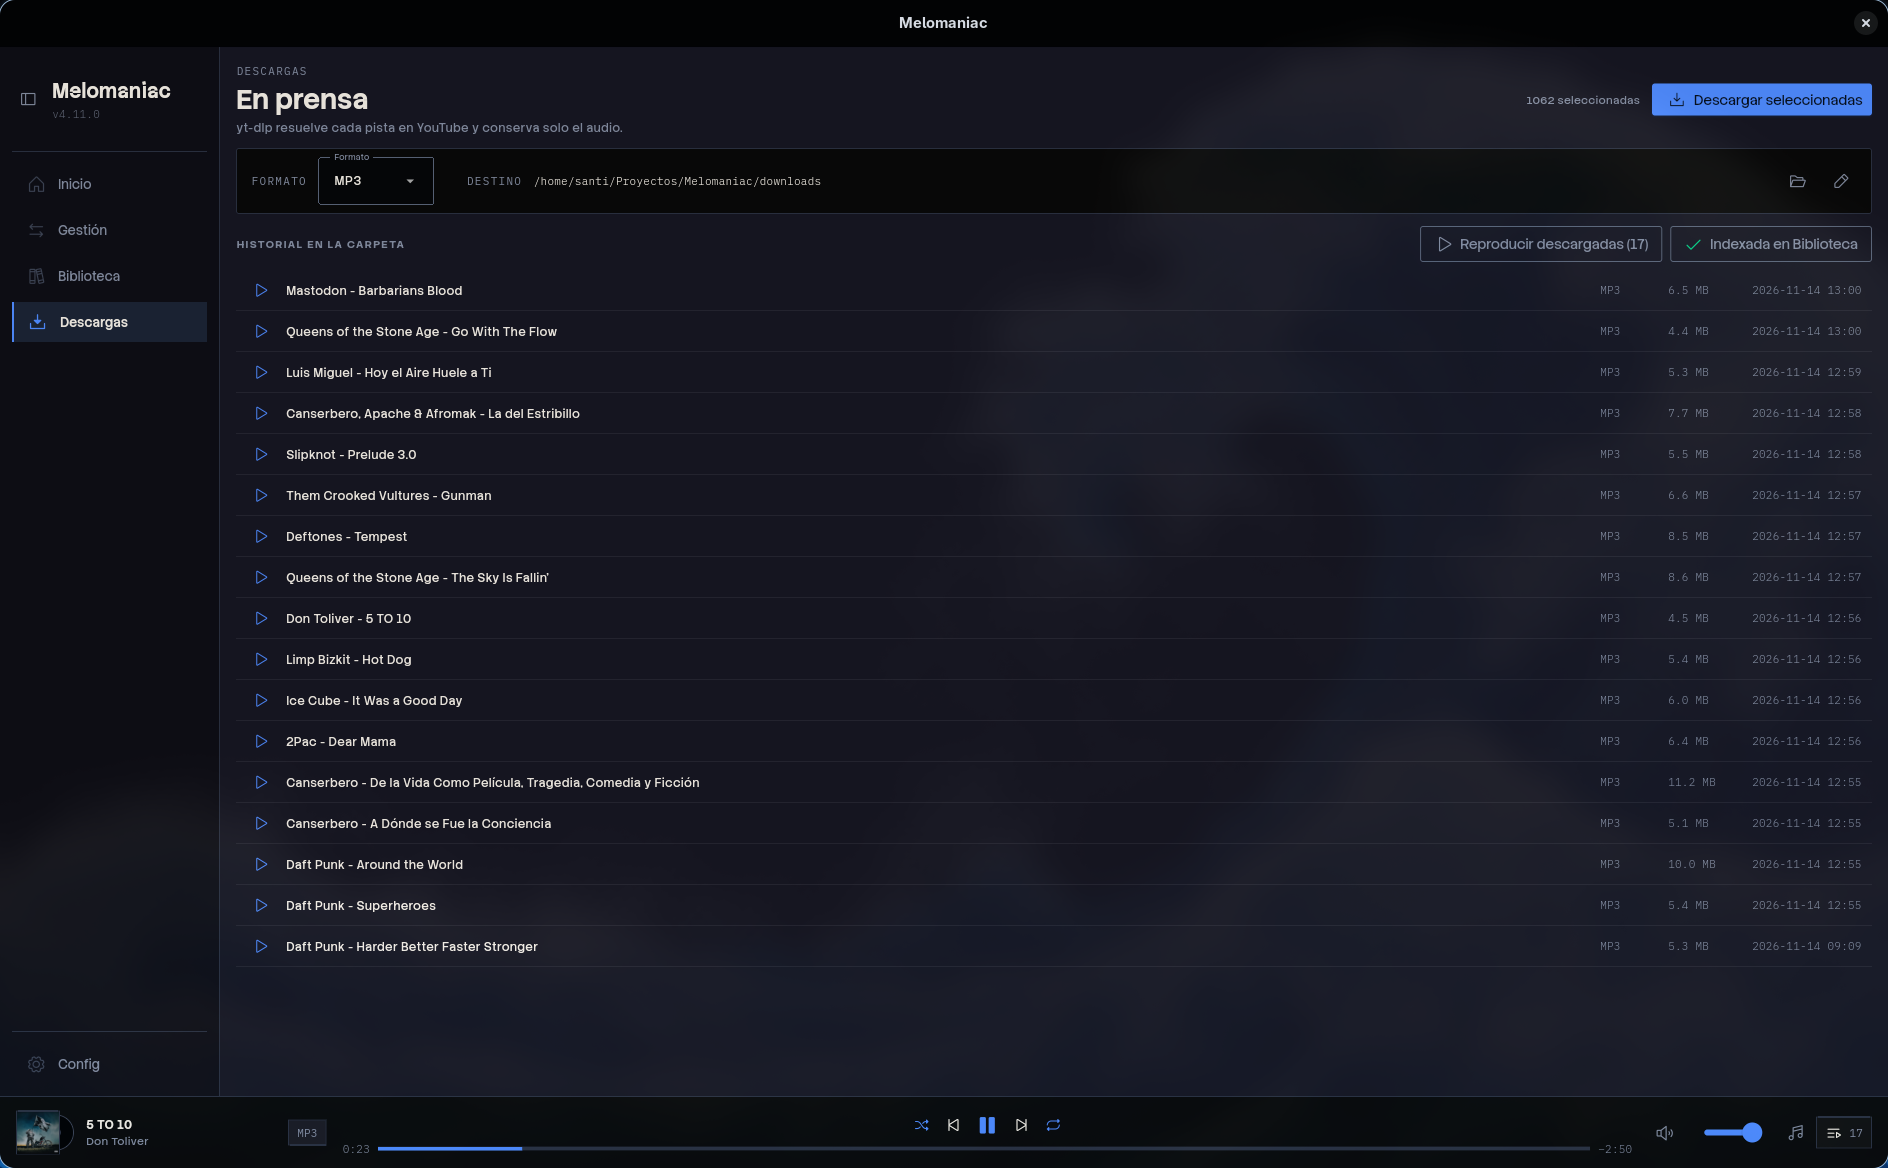 Melomaniac
Melomaniac
v4.11.0
Inicio
Gestión
Biblioteca
Descargas
Config
DESCARGAS
En prensa
yt-dlp resuelve cada pista en YouTube y conserva solo el audio.
1062 seleccionadas
Descargar seleccionadas
FORMATO
Formato
MP3
DESTINO /home/santi/Proyectos/Melomaniac/downloads
HISTORIAL EN LA CARPETA
Reproducir descargadas (17)
Indexada en Biblioteca
Mastodon - Barbarians Blood MP3 6.5 MB 2026-11-14 13:00
Queens of the Stone Age - Go With The Flow MP3 4.4 MB 2026-11-14 13:00
Luis Miguel - Hoy el Aire Huele a Ti MP3 5.3 MB 2026-11-14 12:59
Canserbero, Apache & Afromak - La del Estribillo MP3 7.7 MB 2026-11-14 12:58
Slipknot - Prelude 3.0 MP3 5.5 MB 2026-11-14 12:58
Them Crooked Vultures - Gunman MP3 6.6 MB 2026-11-14 12:57
Deftones - Tempest MP3 8.5 MB 2026-11-14 12:57
Queens of the Stone Age - The Sky Is Fallin' MP3 8.6 MB 2026-11-14 12:57
Don Toliver - 5 TO 10 MP3 4.5 MB 2026-11-14 12:56
Limp Bizkit - Hot Dog MP3 5.4 MB 2026-11-14 12:56
Ice Cube - It Was a Good Day MP3 6.0 MB 2026-11-14 12:56
2Pac - Dear Mama MP3 6.4 MB 2026-11-14 12:56
Canserbero - De la Vida Como Película, Tragedia, Comedia y Ficción MP3 11.2 MB 2026-11-14 12:55
Canserbero - A Dónde se Fue la Conciencia MP3 5.1 MB 2026-11-14 12:55
Daft Punk - Around the World MP3 10.0 MB 2026-11-14 12:55
Daft Punk - Superheroes MP3 5.4 MB 2026-11-14 12:55
Daft Punk - Harder Better Faster Stronger MP3 5.3 MB 2026-11-14 09:09
5 TO 10
Don Toliver
MP3
0:23
-2:50
17